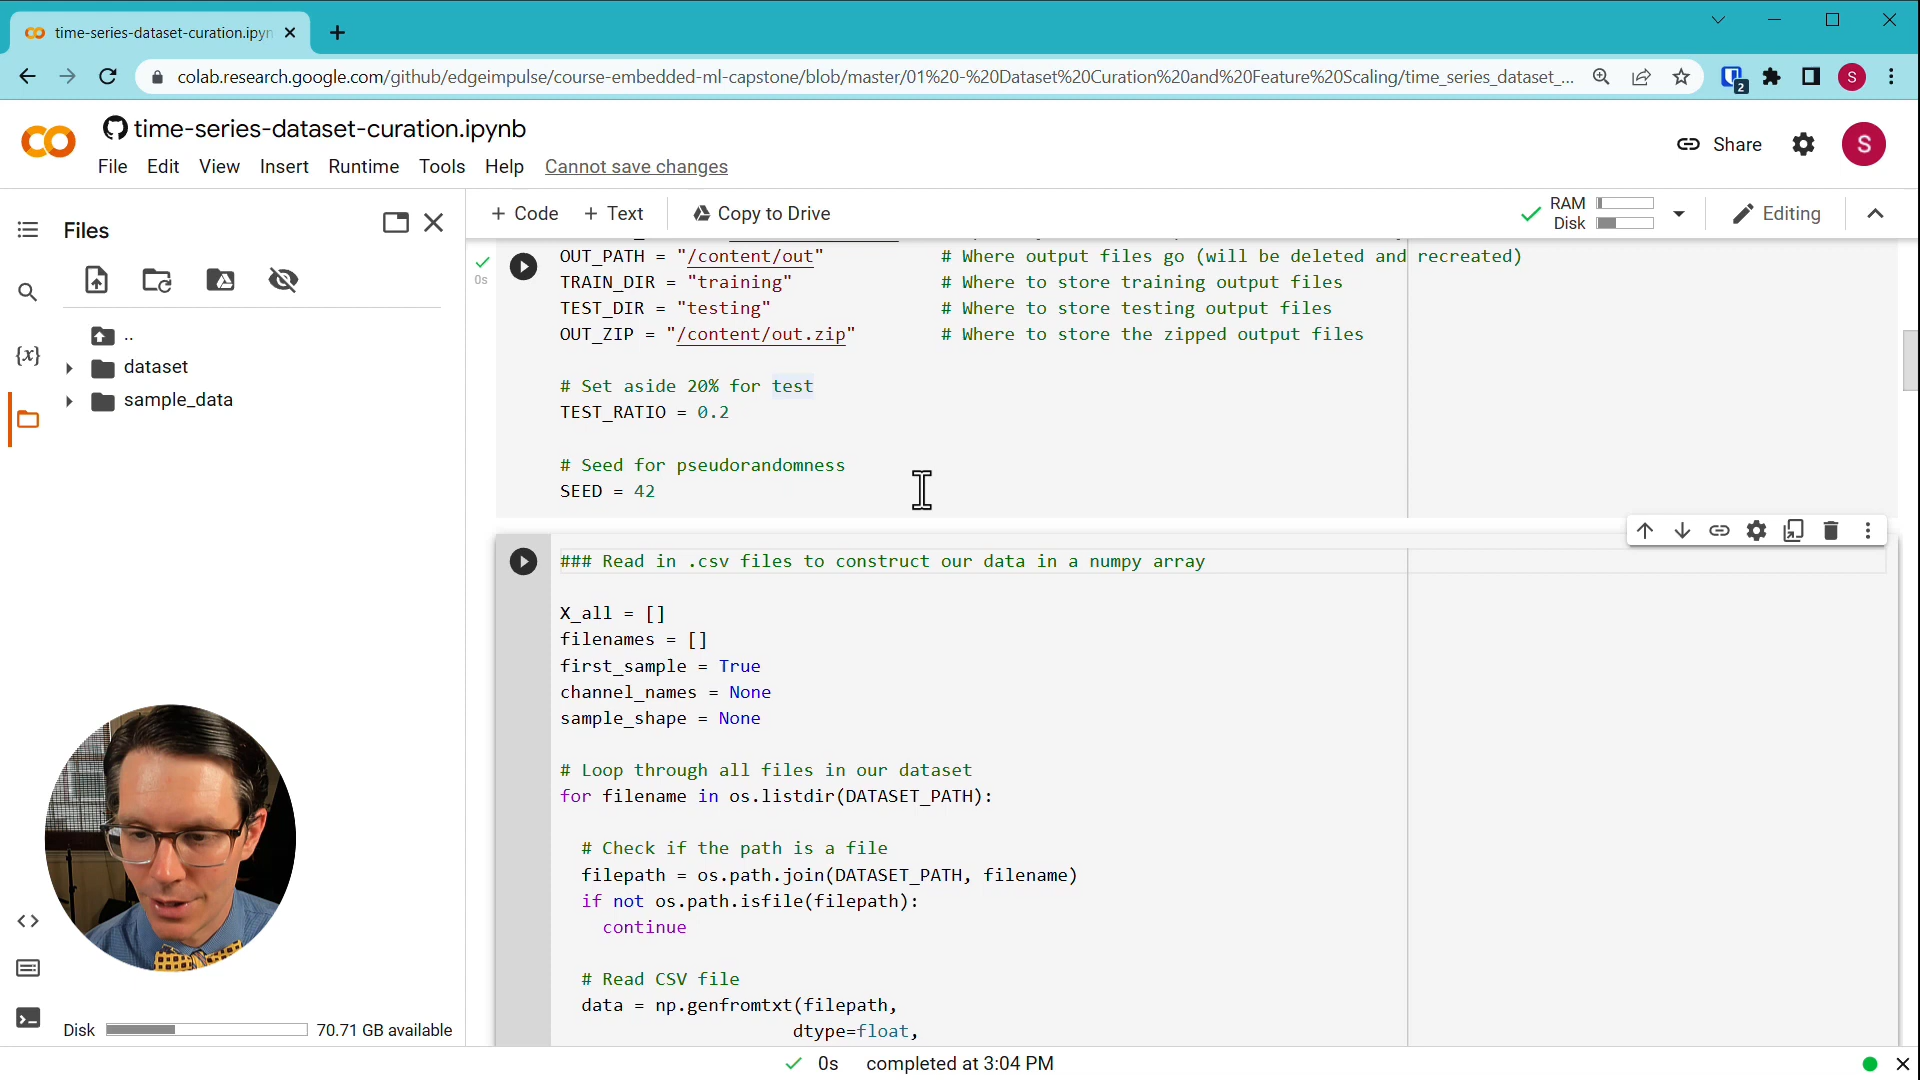 time-series-dataset-curation.ipyn
colab.research.google.com/github/edgeimpulse/course-embedded-ml-capstone/blob/master/01%20-%20Dataset%20Curation%20and%20Feature%20Scaling/time_series_dataset_...
2
S
time-series-dataset-curation.ipynb
File Edit View Insert Runtime Tools Help Cannot save changes
Share
S
Files
+ Code + Text Copy to Drive
RAM
Disk
Editing
..
dataset
sample_data
{x}
0s
OUT_PATH = "/content/out" # Where output files go (will be deleted and recreated)
TRAIN_DIR = "training" # Where to store training output files
TEST_DIR = "testing" # Where to store testing output files
OUT_ZIP = "/content/out.zip" # Where to store the zipped output files
# Set aside 20% for test
TEST_RATIO = 0.2
# Seed for pseudorandomness
SEED = 42
### Read in .csv files to construct our data in a numpy array
X_all = []
filenames = []
first_sample = True
channel_names = None
sample_shape = None
# Loop through all files in our dataset
for filename in os.listdir(DATASET_PATH):
# Check if the path is a file
filepath = os.path.join(DATASET_PATH, filename)
if not os.path.isfile(filepath):
continue
# Read CSV file
data = np.genfromtxt(filepath,
dtype=float,
Disk 70.71 GB available
0s completed at 3:04 PM